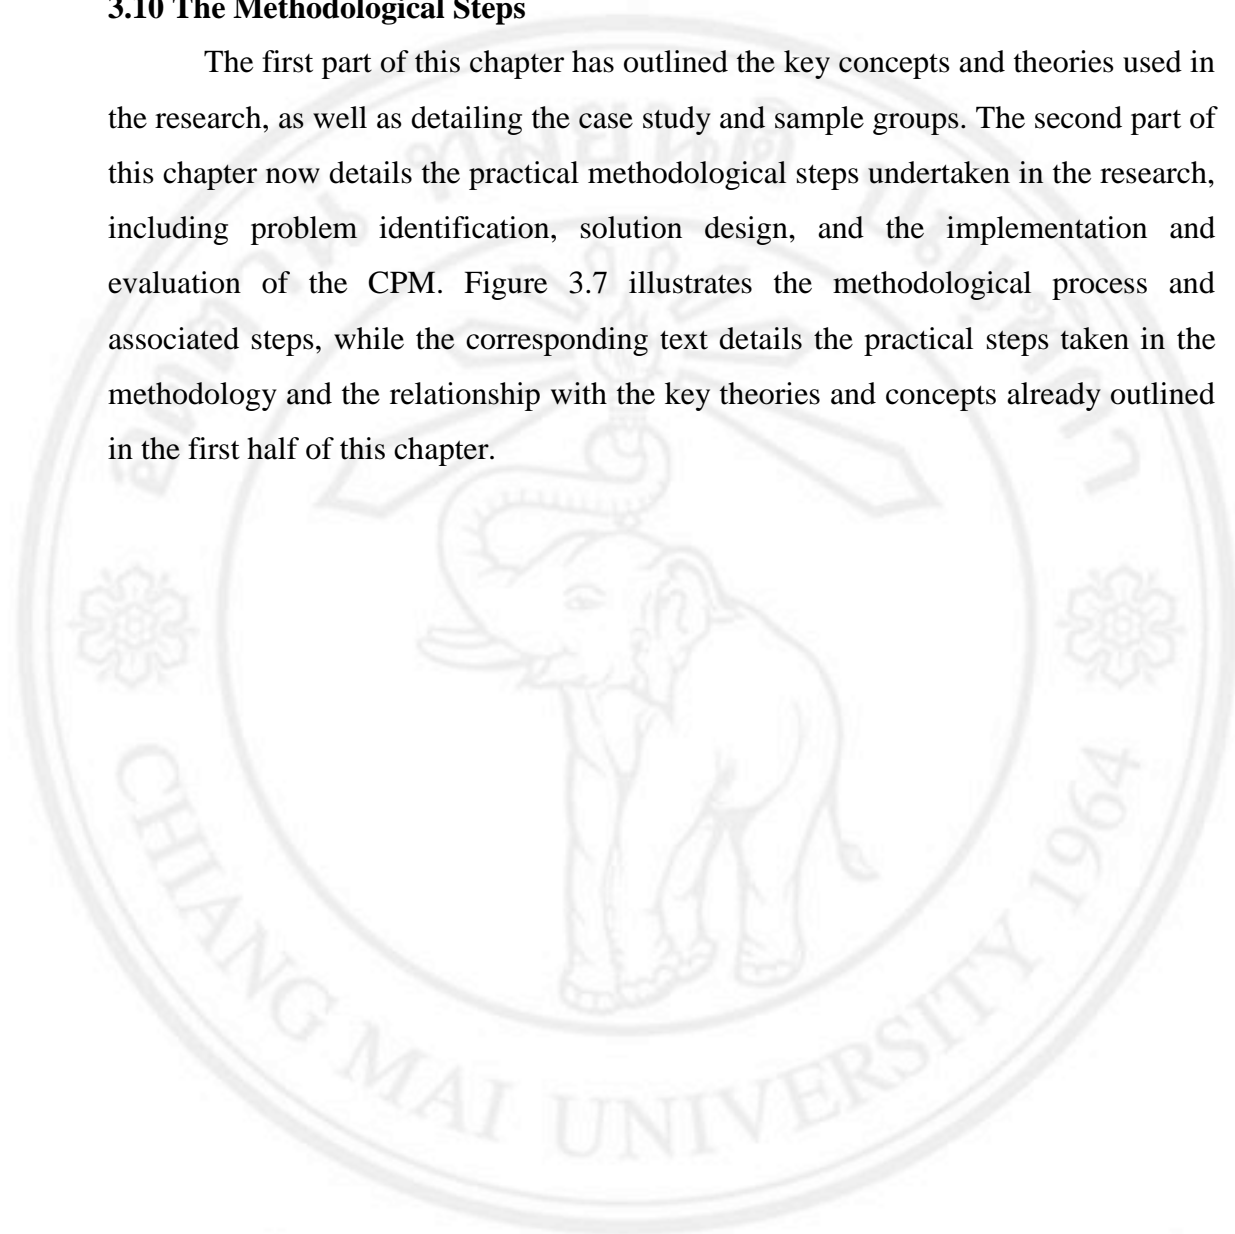 3.10 The Methodological Steps
The first part of this chapter has outlined the key concepts and theories used in
the research, as well as detailing the case study and sample groups. The second part of
this chapter now details the practical methodological steps undertaken in the research,
including problem identification, solution design, and the implementation and
evaluation of the CPM. Figure 3.7 illustrates the methodological process and
associated steps, while the corresponding text details the practical steps taken in the
methodology and the relationship with the key theories and concepts already outlined
in the first half of this chapter.
CHIANG MAI UNIVERSITY 1964